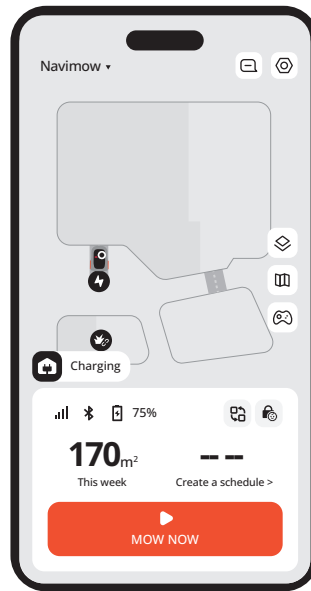 Navimow
Charging
75%
170m²
-- --
This week
Create a schedule >
MOW NOW